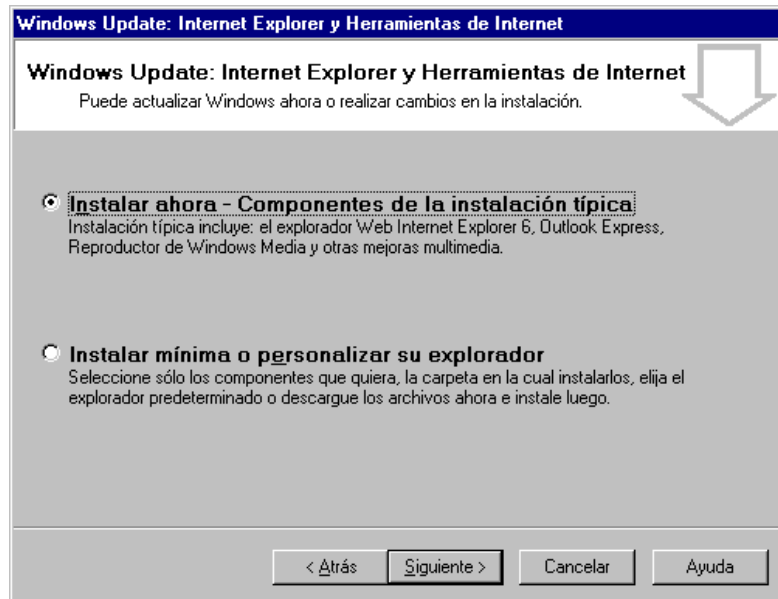 Windows Update: Internet Explorer y Herramientas de Internet
Windows Update: Internet Explorer y Herramientas de Internet
Puede actualizar Windows ahora o realizar cambios en la instalación.
Instalar ahora - Componentes de la instalación típica
Instalación típica incluye: el explorador Web Internet Explorer 6, Outlook Express,
Reproductor de Windows Media y otras mejoras multimedia.
Instalar mínima o personalizar su explorador
Seleccione sólo los componentes que quiera, la carpeta en la cual instalarlos, elija el
explorador predeterminado o descargue los archivos ahora e instale luego.
< Atrás Siguiente > Cancelar Ayuda